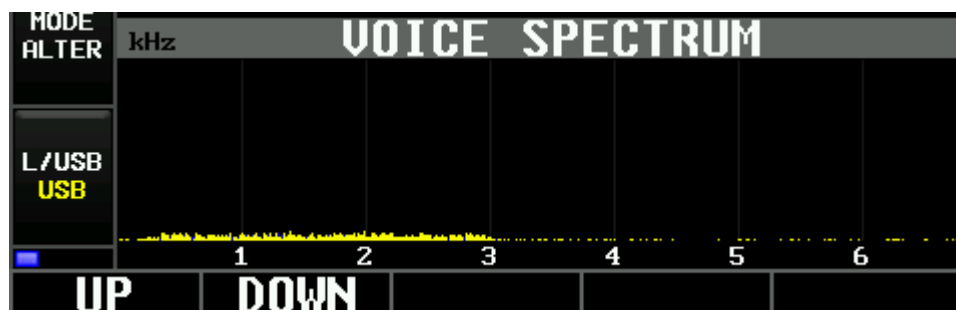 MODE
ALTER
kHz
VOICE SPECTRUM
L/USB
USB
1 2 3 4 5 6
UP DOWN